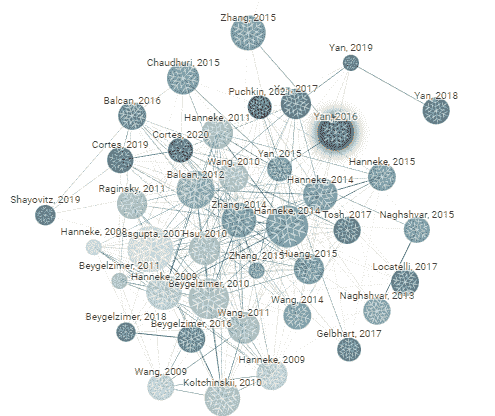 Zhang, 2015
Yan, 2019
Chaudhuri, 2015
Puchkin, 2021
2017
Yan, 2018
Balcan, 2016
Hanneke, 2011
Yan, 2016
Cortes, 2020
Cortes, 2019
Yan, 2015
Wang, 2010
Hanneke, 2015
Balcan, 2012
Hanneke, 2014
Raginsky, 2011
Shayovitz, 2019
Zhang, 2014
Hanneke, 2014
Tosh, 2017
Naghshvar, 2015
Hanneke, 2008
Dasgupta, 2007
Hsu, 2010
Zhang, 2015
Huang, 2015
Beygelzimer, 2011
Hanneke, 2009
Locatelli, 2017
Beygelzimer, 2010
Wang, 2014
Naghshvar, 2013
Beygelzimer, 2018
Beygelzimer, 2016
Wang, 2011
Gelbhart, 2017
Hanneke, 2009
Wang, 2009
Koltchinskii, 2010